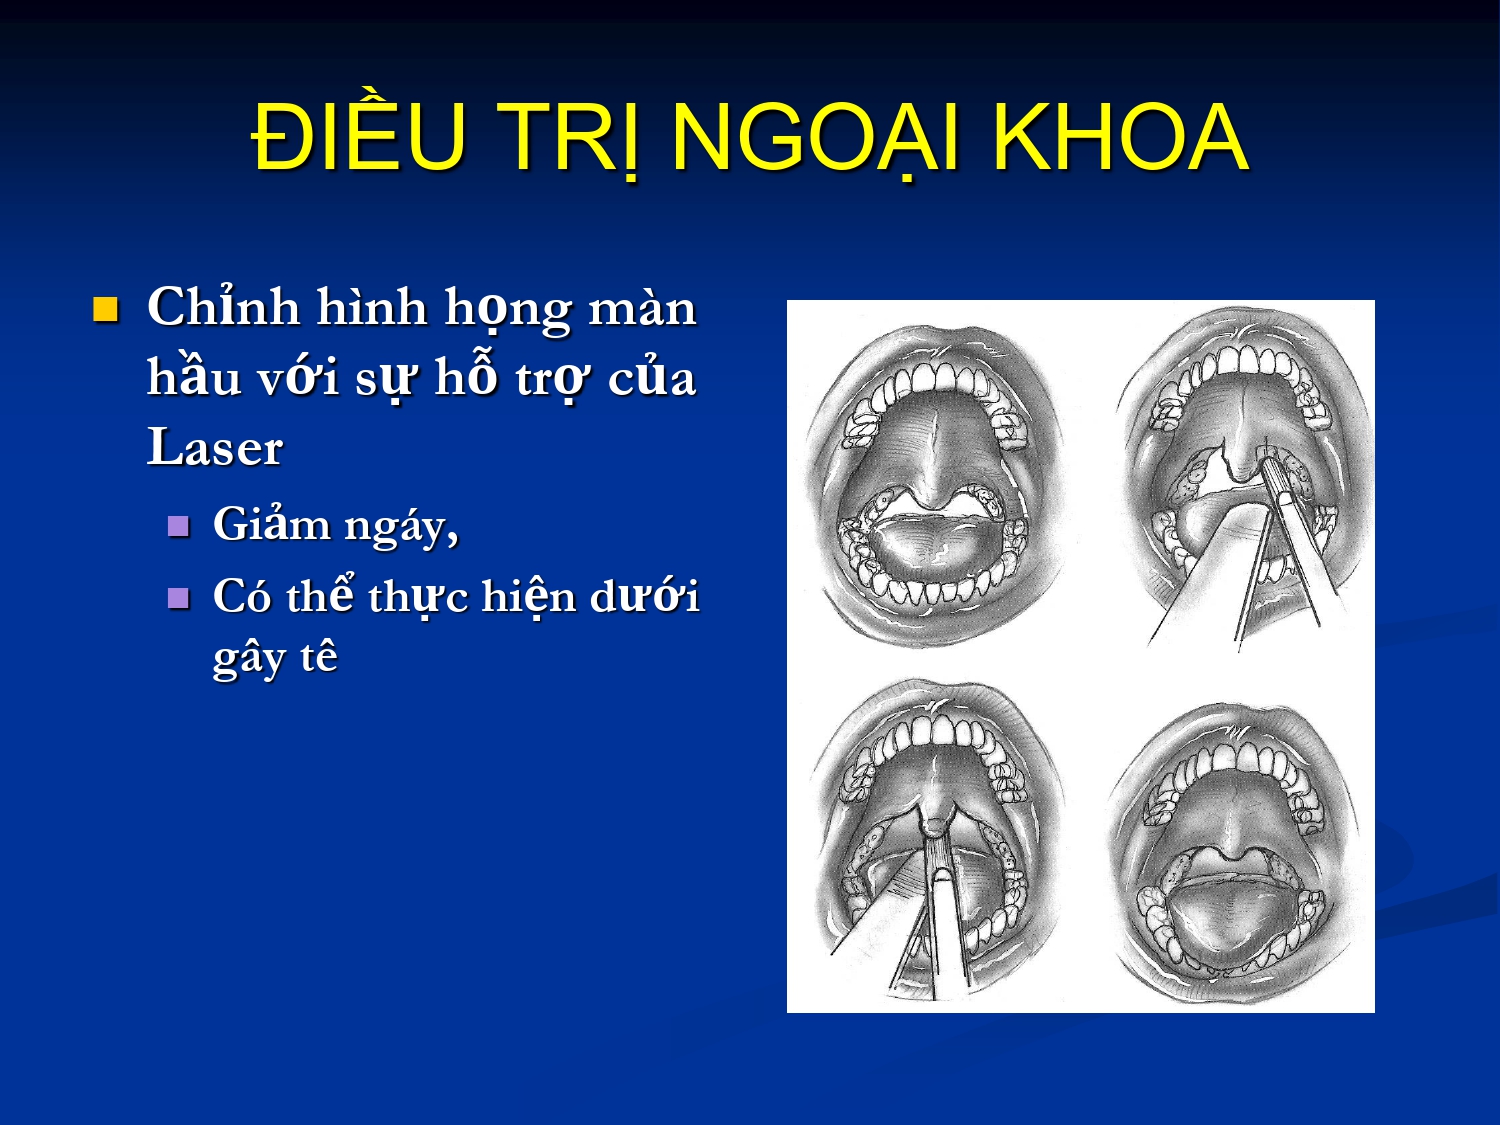 ĐIỀU TRỊ NGOẠI KHOA
Chỉnh hình họng màn
hầu với sự hỗ trợ của
Laser
Giảm ngáy,
Có thể thực hiện dưới
gây tê